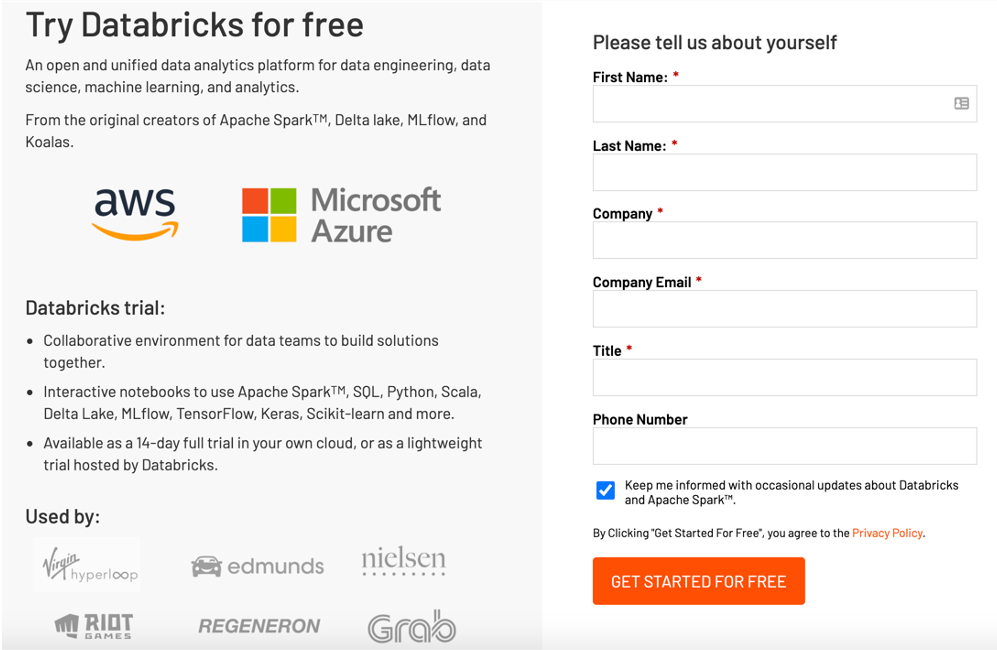 Try Databricks for free
An open and unified data analytics platform for data engineering, data
science, machine learning, and analytics.
From the original creators of Apache Spark™, Delta lake, MLflow, and
Koalas.
aws
Microsoft
Azure
Databricks trial:
• Collaborative environment for data teams to build solutions
together.
• Interactive notebooks to use Apache Spark™, SQL, Python, Scala,
Delta Lake, MLflow, TensorFlow, Keras, Scikit-learn and more.
• Available as a 14-day full trial in your own cloud, or as a lightweight
trial hosted by Databricks.
Used by:
Virgin
hyperloop
edmunds
nielsen
RIOT
GAMES
REGENERON
Grab
Please tell us about yourself
First Name: *
Last Name: *
Company *
Company Email *
Title *
Phone Number
Keep me informed with occasional updates about Databricks
and Apache Spark™.
By Clicking "Get Started For Free", you agree to the Privacy Policy.
GET STARTED FOR FREE